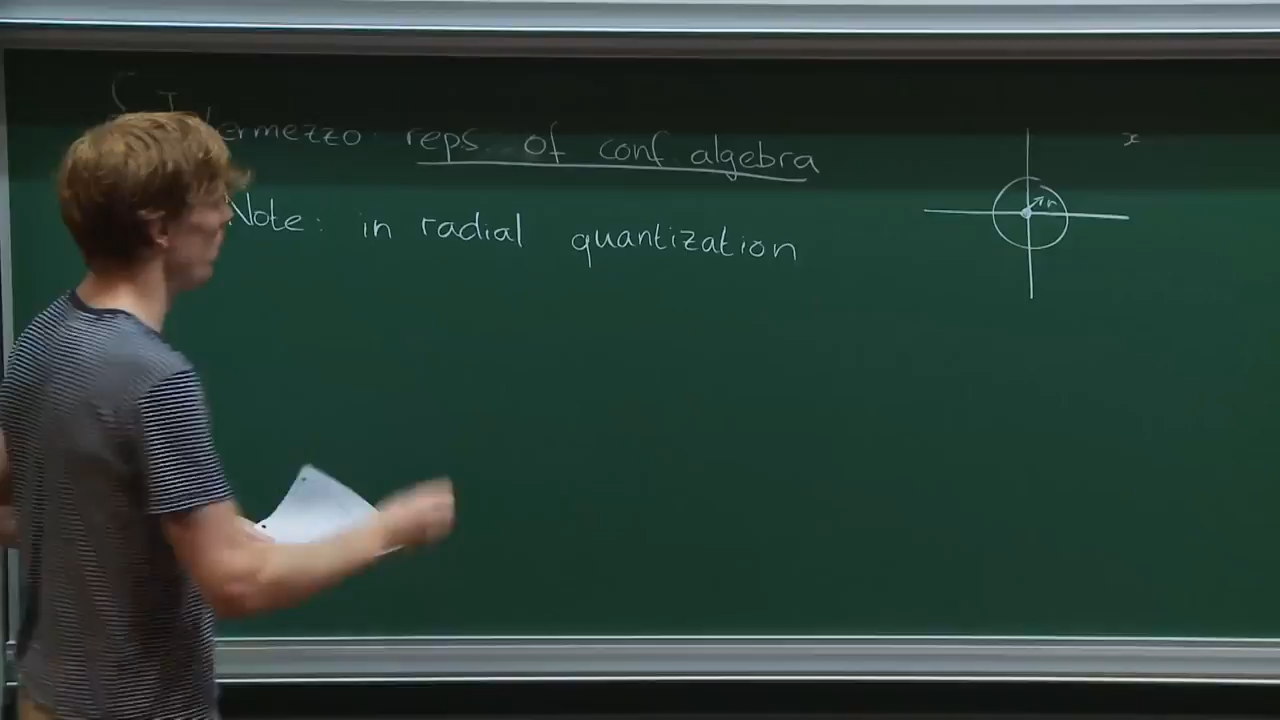 Intermezzo reps. of conf algebra
Note: in radial quantization
r
x